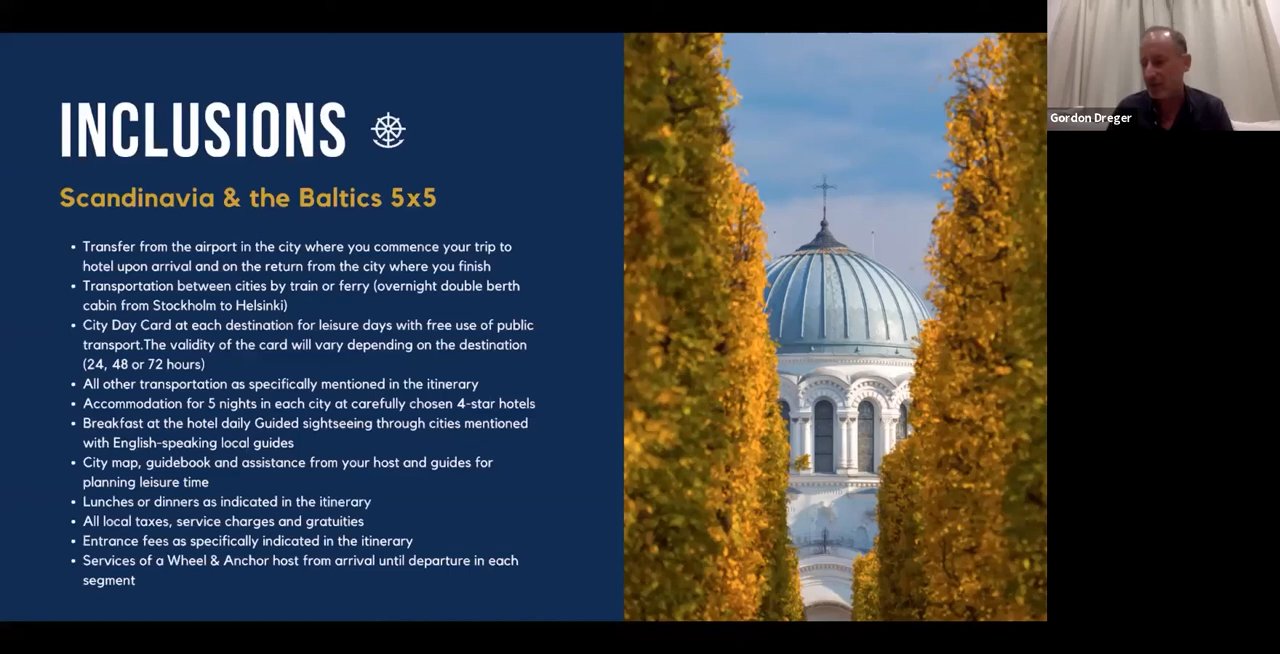 INCLUSIONS
Scandinavia & the Baltics 5x5
• Transfer from the airport in the city where you commence your trip to
hotel upon arrival and on the return from the city where you finish
• Transportation between cities by train or ferry (overnight double berth
cabin from Stockholm to Helsinki)
• City Day Card at each destination for leisure days with free use of public
transport.The validity of the card will vary depending on the destination
(24, 48 or 72 hours)
• All other transportation as specifically mentioned in the itinerary
• Accommodation for 5 nights in each city at carefully chosen 4-star hotels
• Breakfast at the hotel daily Guided sightseeing through cities mentioned
with English-speaking local guides
• City map, guidebook and assistance from your host and guides for
planning leisure time
• Lunches or dinners as indicated in the itinerary
• All local taxes, service charges and gratuities
• Entrance fees as specifically indicated in the itinerary
• Services of a Wheel & Anchor host from arrival until departure in each
segment
Gordon Dreger